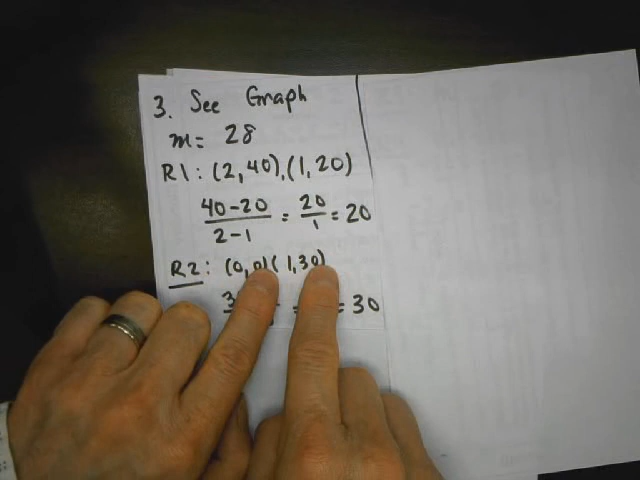 3. See Graph
m = 28
R1: (2,40),(1,20)
40-20/2-1 = 20/1 = 20
R2: (0,0)(1,30)
3 = 30